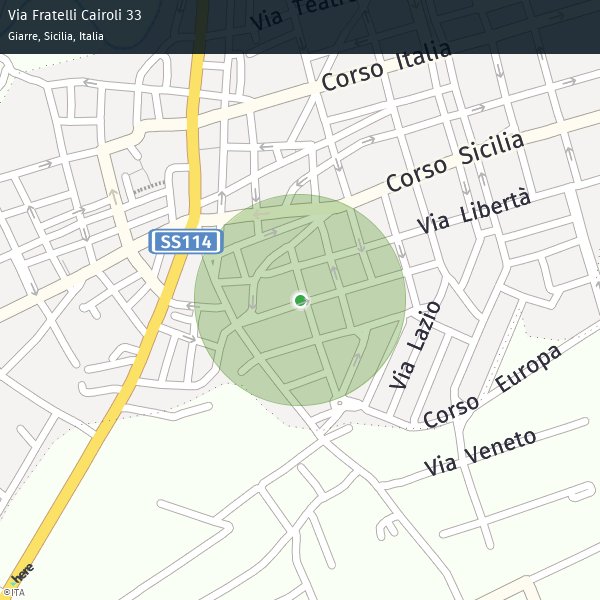 Via Fratelli Cairoli 33
Giarre, Sicilia, Italia
Via Teatro
Corso Italia
Corso Sicilia
Via Libertà
SS114
Via Lazio
Corso Europa
Via Veneto
here
©ITA